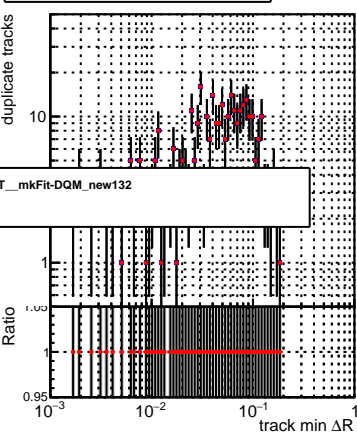 duplicate tracks
10
T__mkFit-DQM_new132
1
Ratio
1.05
1
0.95
10⁻³ 10⁻² 10⁻¹ 1
track min ΔR